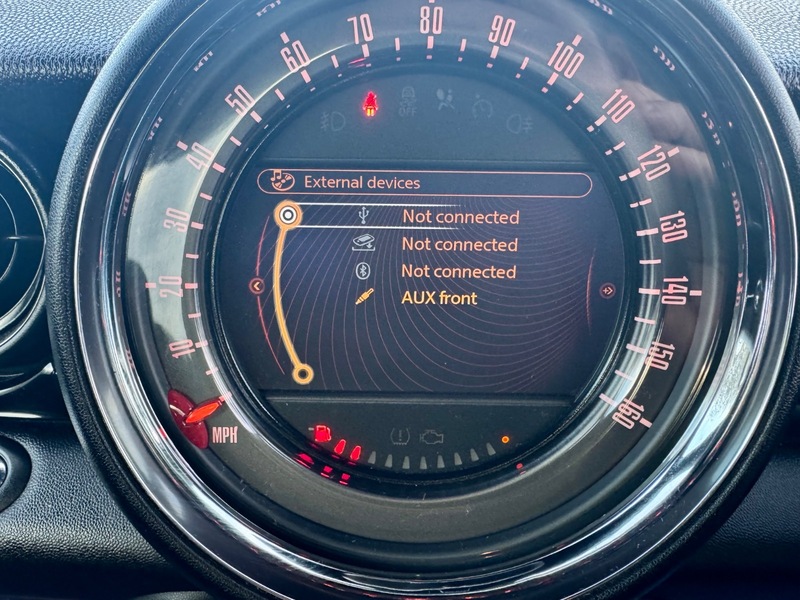 10
20
30
40
50
60
70
80
90
100
110
120
130
140
150
160
MPH
OFF
External devices
Not connected
Not connected
Not connected
AUX front